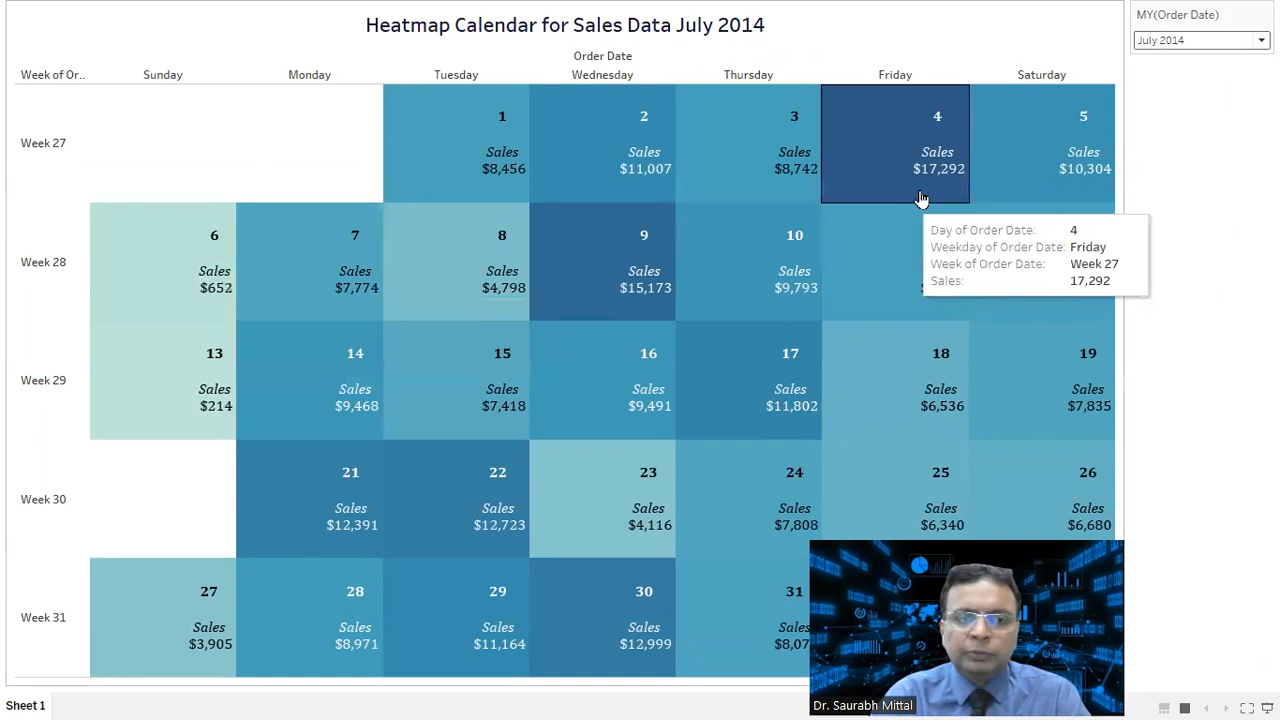 Heatmap Calendar for Sales Data July 2014
MY(Order Date)
July 2014
Order Date
Week of Or.. Sunday Monday Tuesday Wednesday Thursday Friday Saturday
Week 27
1 2 3 4 5
Sales Sales Sales Sales Sales
$8,456 $11,007 $8,742 $17,292 $10,304
Day of Order Date: 4
Weekday of Order Date: Friday
Week of Order Date: Week 27
Sales: 17,292
Week 28
6 7 8 9 10
Sales Sales Sales Sales Sales
$652 $7,774 $4,798 $15,173 $9,793
Week 29
13 14 15 16 17 18 19
Sales Sales Sales Sales Sales Sales Sales
$214 $9,468 $7,418 $9,491 $11,802 $6,536 $7,835
Week 30
21 22 23 24 25 26
Sales Sales Sales Sales Sales Sales
$12,391 $12,723 $4,116 $7,808 $6,340 $6,680
Week 31
27 28 29 30 31
Sales Sales Sales Sales Sales
$3,905 $8,971 $11,164 $12,999
Dr. Saurabh Mittal
Sheet 1